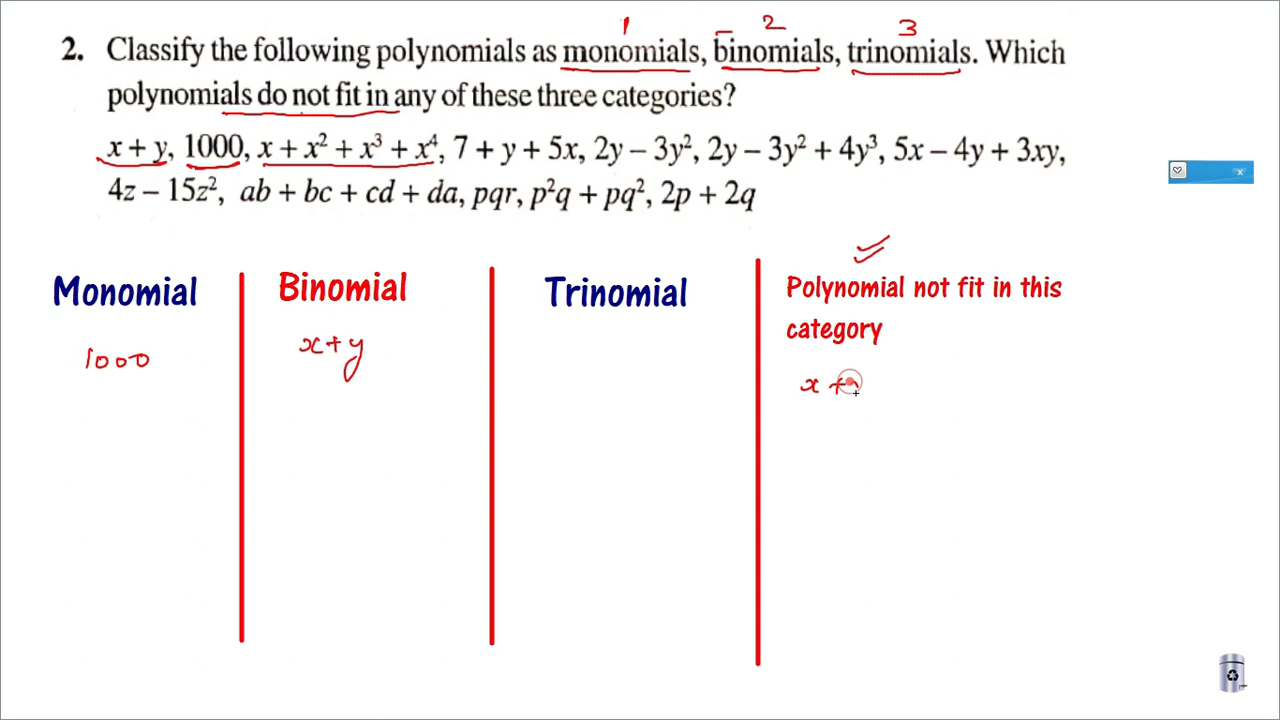 1 2 3
2. Classify the following polynomials as monomials, binomials, trinomials. Which
polynomials do not fit in any of these three categories?
x + y, 1000, x + x² + x³ + x⁴, 7 + y + 5x, 2y – 3y², 2y – 3y² + 4y³, 5x – 4y + 3xy,
4z – 15z², ab + bc + cd + da, pqr, p²q + pq², 2p + 2q
Monomial Binomial Trinomial Polynomial not fit in this
category
1000 x+y
x +